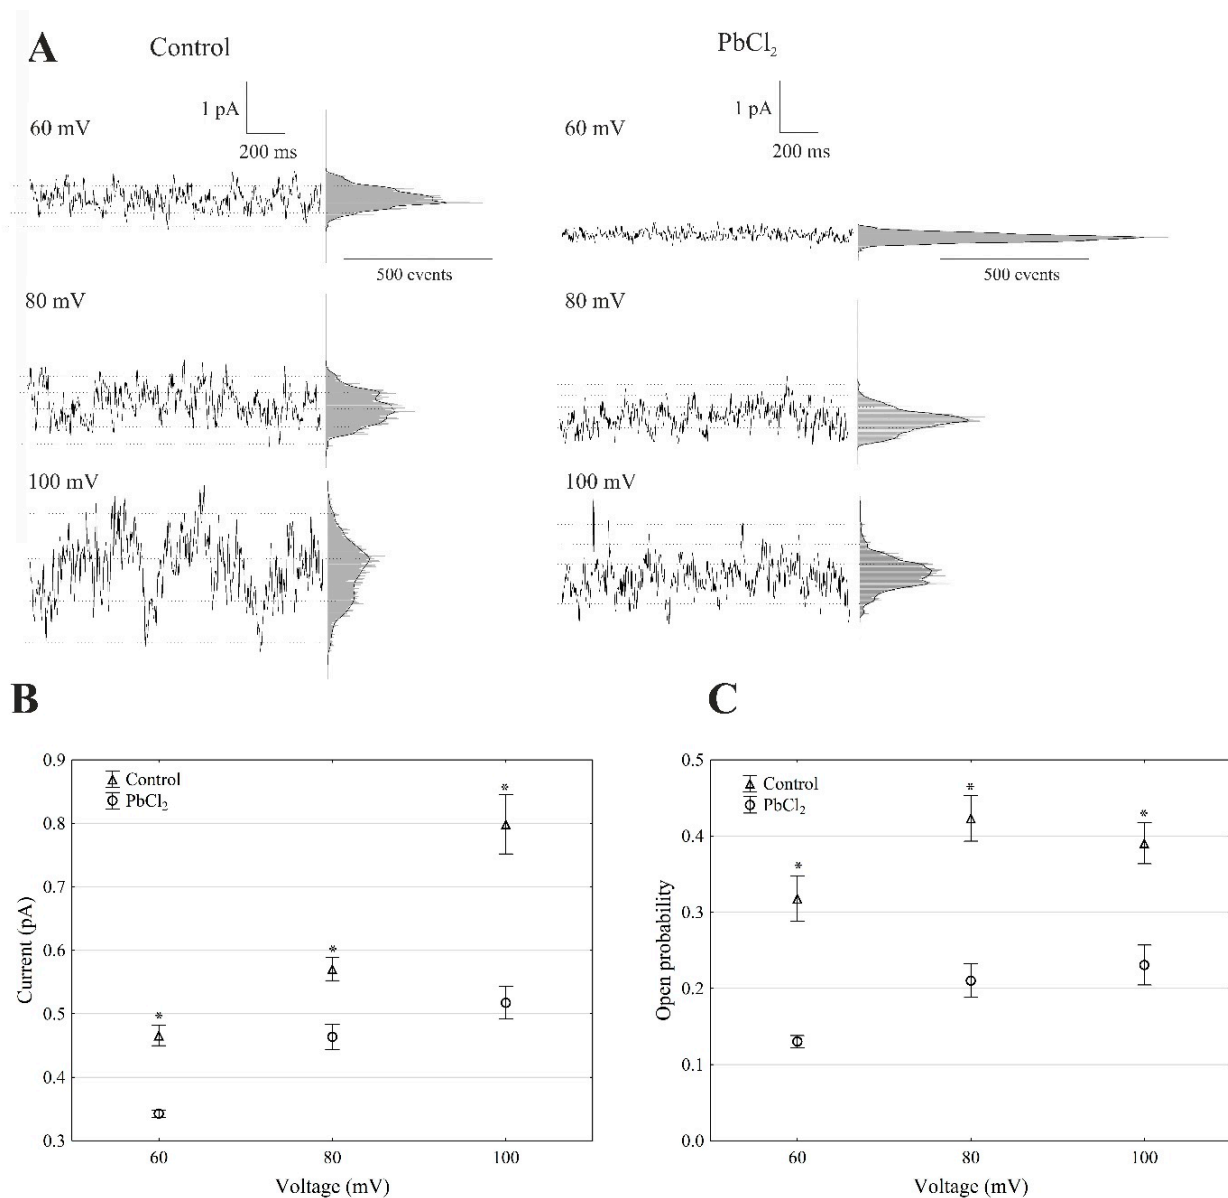 A
Control
PbCl₂
1 pA
200 ms
60 mV
1 pA
200 ms
60 mV
500 events
500 events
80 mV
80 mV
100 mV
100 mV
B
C
0.9
0.8
0.7
0.6
0.5
0.4
0.3
Current (pA)
Control
PbCl₂
*
*
*
60
80
100
Voltage (mV)
0.5
0.4
0.3
0.2
0.1
0.0
Open probability
Control
PbCl₂
*
*
*
60
80
100
Voltage (mV)